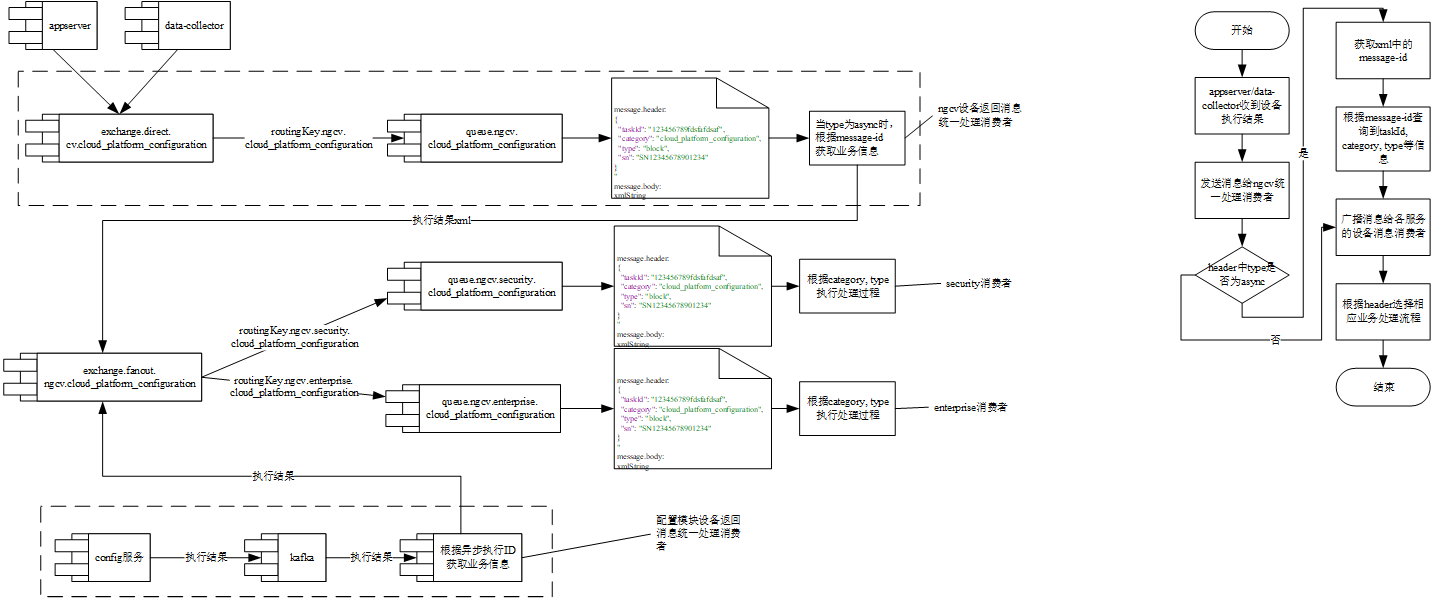 appserver
data-collector
exchange.direct.
cv.cloud_platform_configuration
routingKey.ngcv.
cloud_platform_configuration
queue.ngcv.
cloud_platform_configuration
message.header:
{
"taskId": "123456789fdsfafdsaf",
"category": "cloud_platform_configuration",
"type": "block",
"sn": "SN12345678901234"
}
"
message.body:
xmlString
当type为async时，
根据message-id
获取业务信息
ngcv设备返回消息
统一处理消费者
执行结果xml
queue.ngcv.security.
cloud_platform_configuration
message.header:
{
"taskId": "123456789fdsfafdsaf",
"category": "cloud_platform_configuration",
"type": "block",
"sn": "SN12345678901234"
}
"
message.body:
xmlString
根据category, type
执行处理过程
security消费者
routingKey.ngcv.security.
cloud_platform_configuration
exchange.fanout.
ngcv.cloud_platform_configuration
routingKey.ngcv.enterprise.
cloud_platform_configuration
queue.ngcv.enterprise.
cloud_platform_configuration
message.header:
{
"taskId": "123456789fdsfafdsaf",
"category": "cloud_platform_configuration",
"type": "block",
"sn": "SN12345678901234"
}
"
message.body:
xmlString
根据category, type
执行处理过程
enterprise消费者
执行结果
config服务
执行结果
kafka
执行结果
根据异步执行ID
获取业务信息
配置模块设备返回
消息统一处理消费
者
开始
appserver/data-
collector收到设备
执行结果
发送消息给ngcv统
一处理消费者
header中type是
否为async
是
否
获取xml中的
message-id
根据message-id查
询到taskId,
category, type等信
息
广播消息给各服务
的设备消息消费者
根据header选择相
应业务处理流程
结束